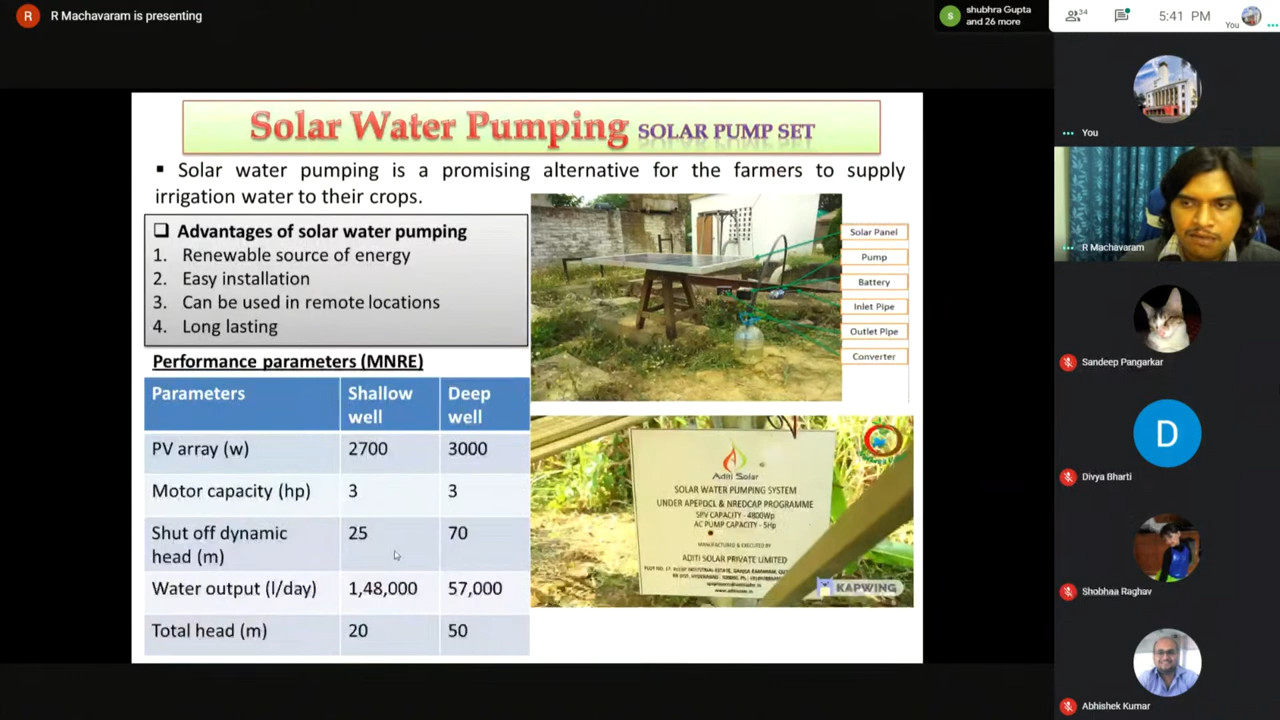 R
R Machavaram is presenting
S
shubhra Gupta
and 26 more
34
5:41 PM
You
Solar Water Pumping SOLAR PUMP SET
▪ Solar water pumping is a promising alternative for the farmers to supply
irrigation water to their crops.
❑ Advantages of solar water pumping
1. Renewable source of energy
2. Easy installation
3. Can be used in remote locations
4. Long lasting
Solar Panel
Pump
Battery
Inlet Pipe
Outlet Pipe
Converter
Performance parameters (MNRE)
Parameters Shallow well Deep well
PV array (w) 2700 3000
Motor capacity (hp) 3 3
Shut off dynamic head (m) 25 70
Water output (l/day) 1,48,000 57,000
Total head (m) 20 50
Aditi Solar
SOLAR WATER PUMPING SYSTEM
UNDER APEPDCL & NREDCAP PROGRAMME
SPV CAPACITY - 4800Wp
AC PUMP CAPACITY - 5Hp
MANUFACTURED & EXECUTED BY
ADITI SOLAR PRIVATE LIMITED
KAPWING
You
R Machavaram
Sandeep Pangarkar
D
Divya Bharti
Shobhaa Raghav
Abhishek Kumar